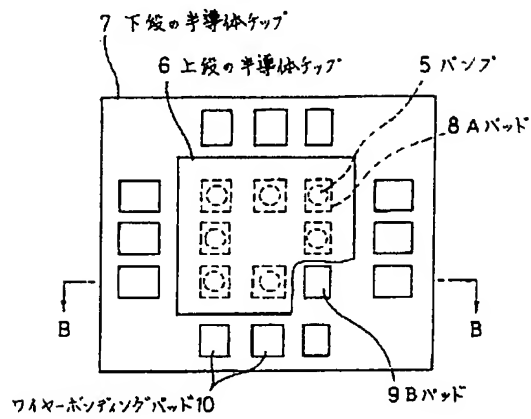 7 下段の半導体チップ
6 上段の半導体チップ
5 バンプ
8 Aパッド
B
B
ワイヤーボンディングパッド10
9 Bパッド